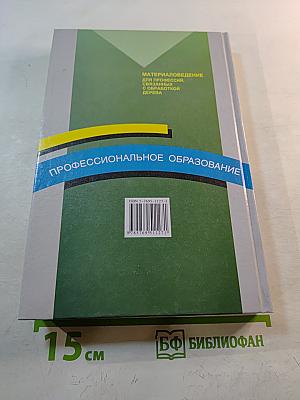 МАТЕРИАЛОВЕДЕНИЕ
ДЛЯ ПРОФЕССИЙ,
СВЯЗАННЫХ
С ОБРАБОТКОЙ
ДЕРЕВА
ПРОФЕССИОНАЛЬНОЕ ОБРАЗОВАНИЕ
15 см
БФ БИБЛИОФАН